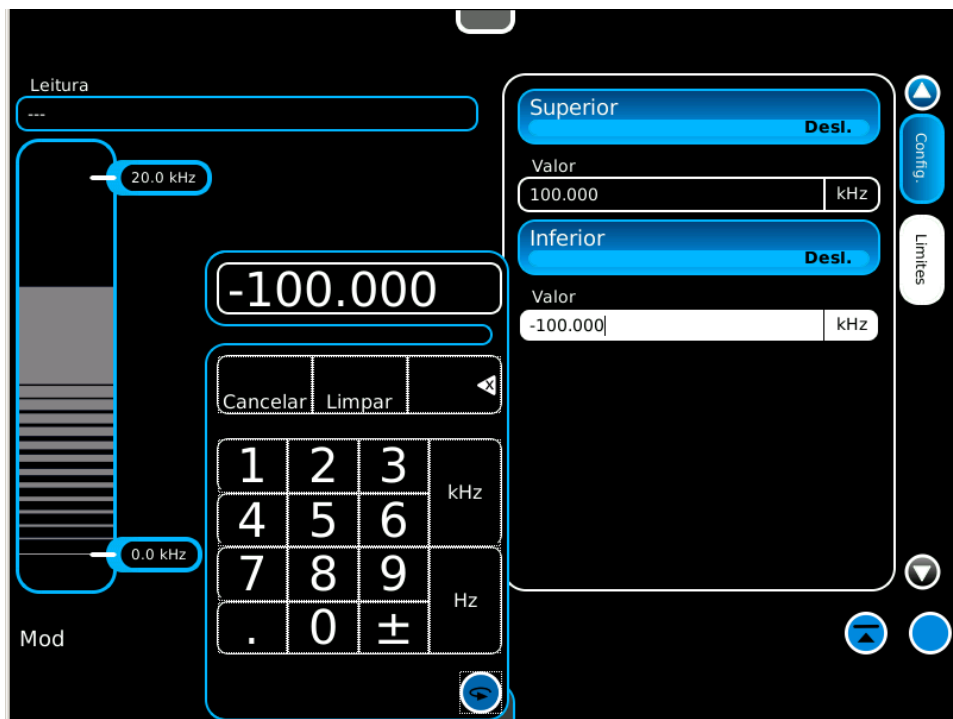 Leitura
---
20.0 kHz
0.0 kHz
Mod
-100.000
Cancelar Limpar X
1 2 3
kHz
4 5 6
7 8 9
Hz
. 0 ±
Superior
Desl.
Valor
100.000 kHz
Inferior
Desl.
Valor
-100.000 kHz
Config.
Limites